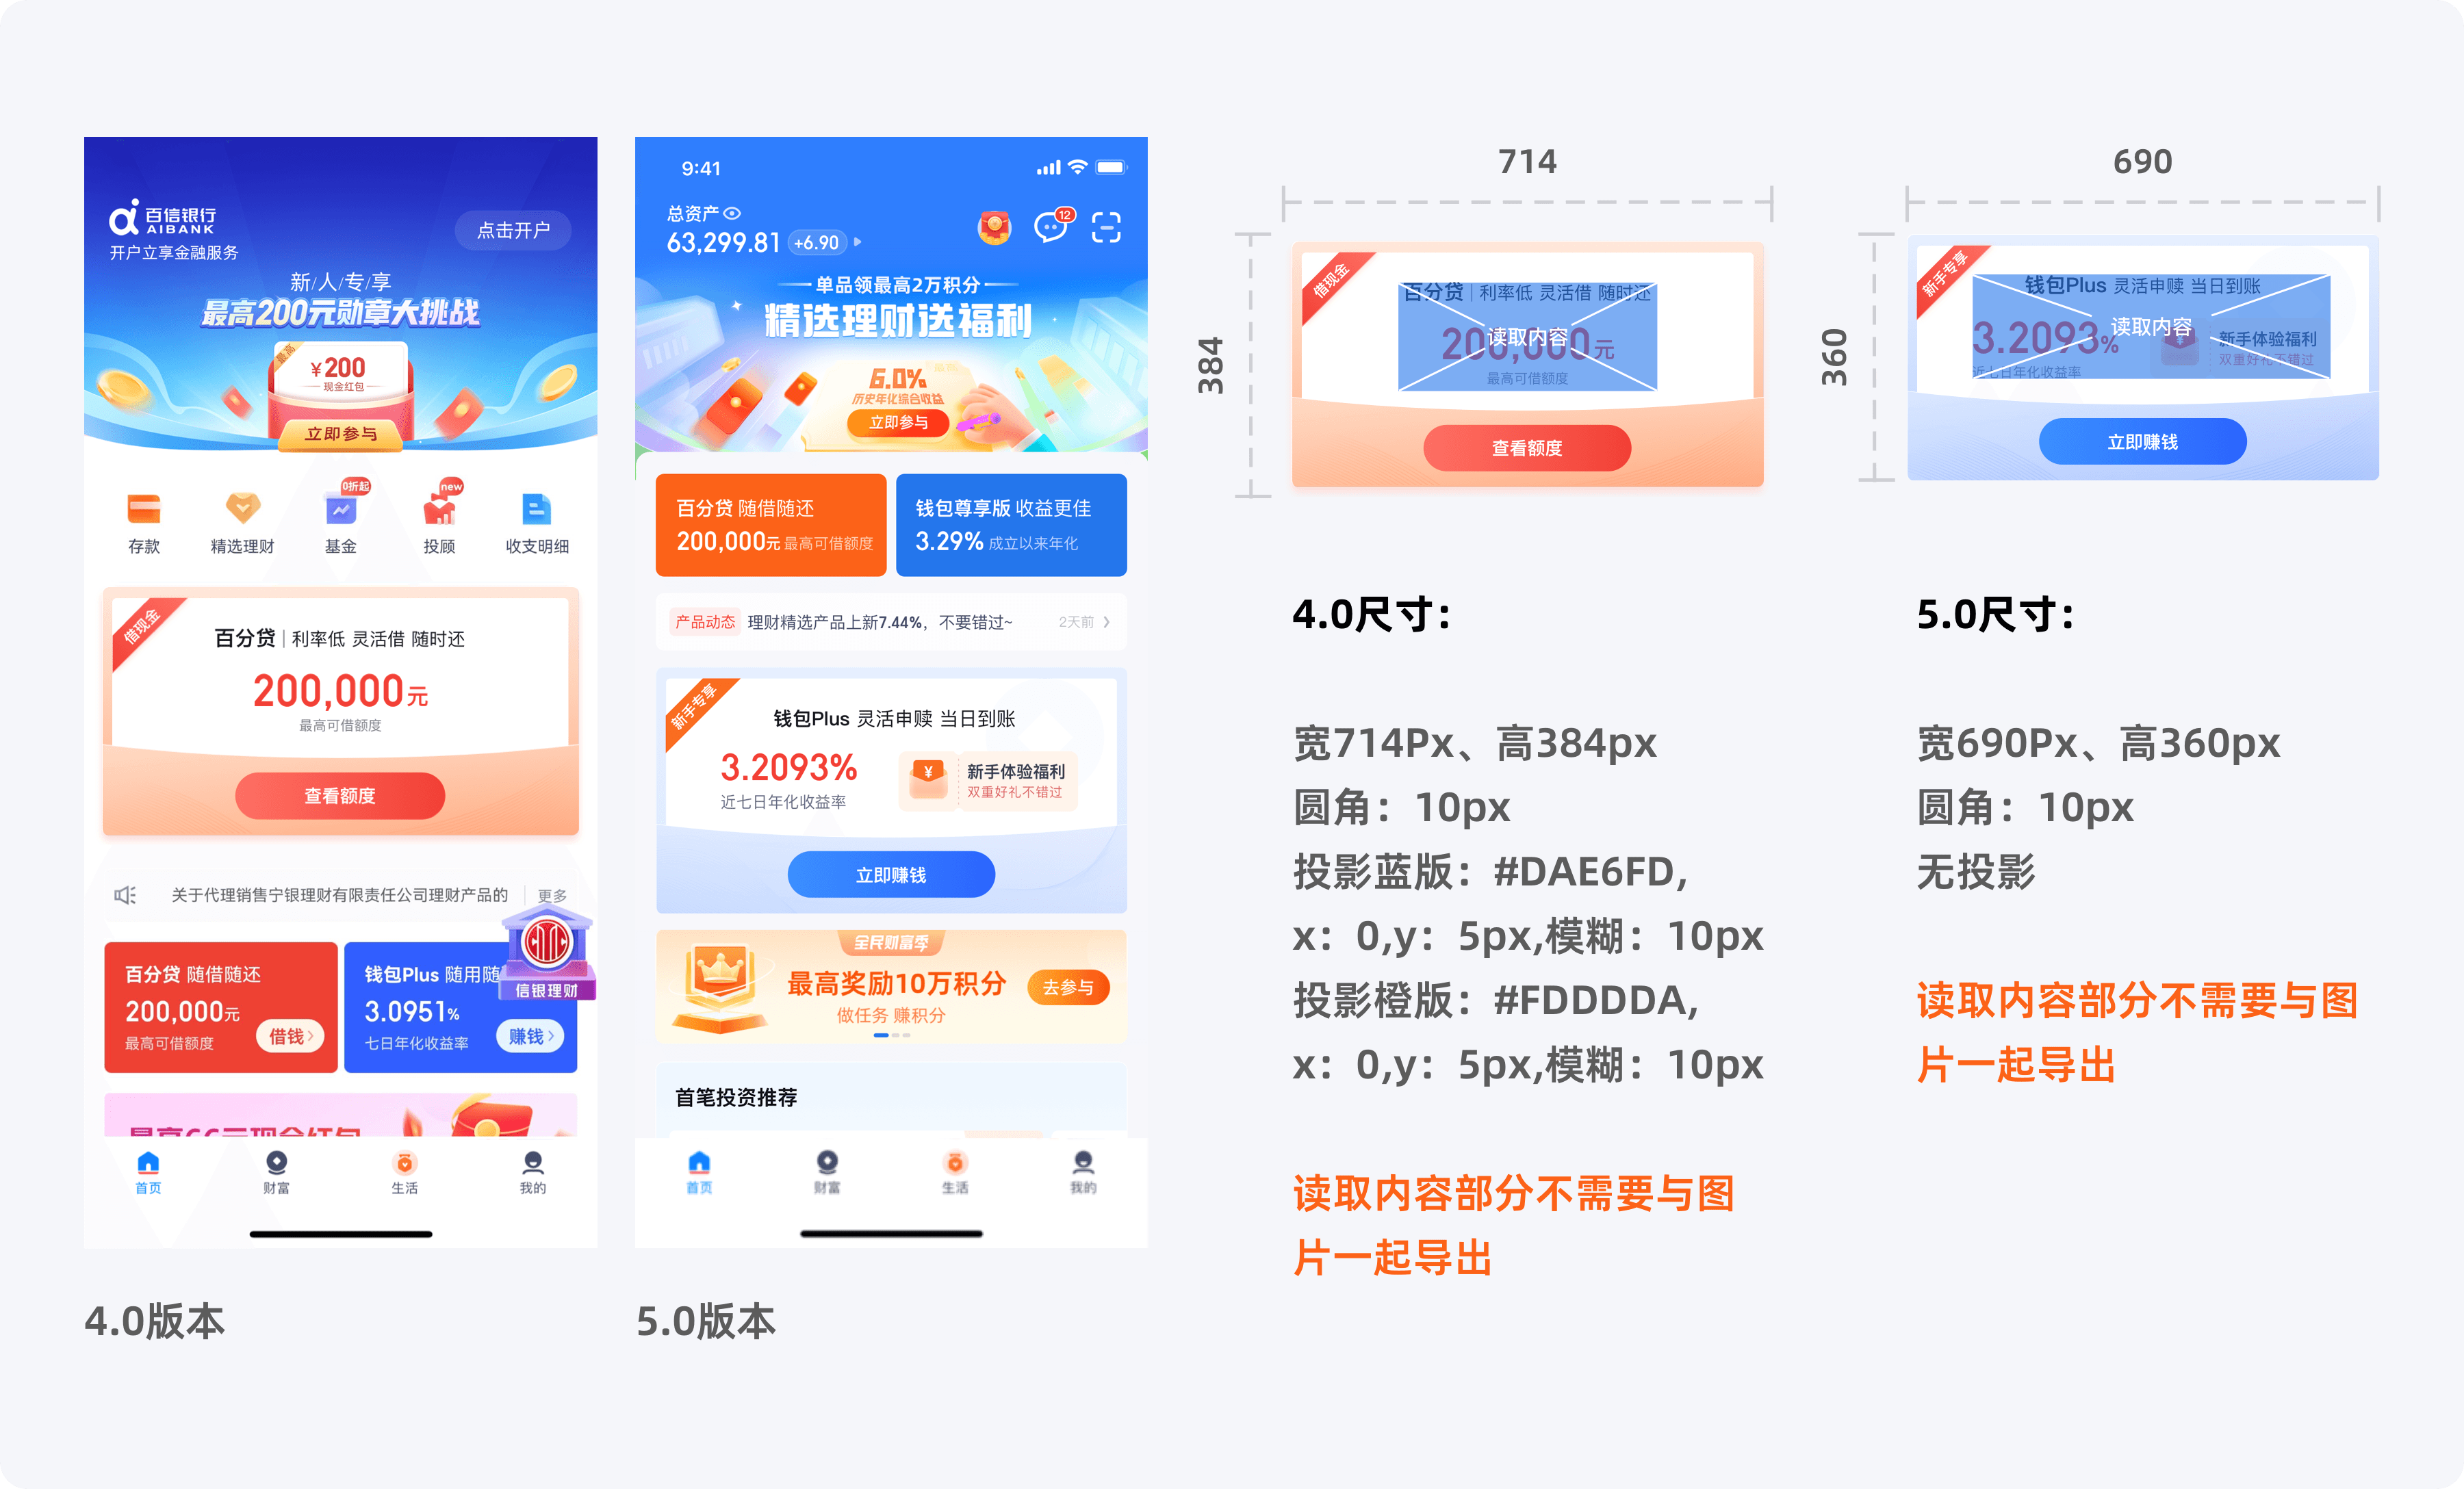 百信银行
AIBANK
开户立享金融服务
点击开户
新/人/专/享
最高200元勋章大挑战
最高
¥200
现金红包
立即参与
0折起
new
存款
精选理财
基金
投顾
收支明细
借现金
百分贷 | 利率低 灵活借 随时还
200,000元
最高可借额度
查看额度
关于代理销售宁银理财有限责任公司理财产品的
更多
百分贷 随借随还
200,000元
最高可借额度
借钱
钱包Plus 随用随
3.0951%
七日年化收益率
赚钱
信银理财
最高66元现金红包
首页
财富
生活
我的
4.0版本
9:41
总资产
63,299.81
+6.90
12
单品领最高2万积分
精选理财送福利
6.0%
历史年化综合收益
立即参与
百分贷 随借随还
200,000元 最高可借额度
钱包尊享版 收益更佳
3.29% 成立以来年化
产品动态
理财精选产品上新7.44%，不要错过~
2天前
新手专享
钱包Plus 灵活申赎 当日到账
3.2093%
近七日年化收益率
¥
新手体验福利
双重好礼不错过
立即赚钱
全民财富季
最高奖励10万积分
做任务 赚积分
去参与
首笔投资推荐
首页
财富
生活
我的
5.0版本
714
384
借现金
百分贷 | 利率低 灵活借 随时还
200,000元
读取内容
最高可借额度
查看额度
4.0尺寸：
宽714Px、高384px
圆角：10px
投影蓝版：#DAE6FD,
x：0,y：5px,模糊：10px
投影橙版：#FDDDDA,
x：0,y：5px,模糊：10px
读取内容部分不需要与图
片一起导出
690
360
新手专享
钱包Plus 灵活申赎 当日到账
读取内容
3.2093%
近七日年化收益率
¥
新手体验福利
双重好礼不错过
立即赚钱
5.0尺寸：
宽690Px、高360px
圆角：10px
无投影
读取内容部分不需要与图
片一起导出